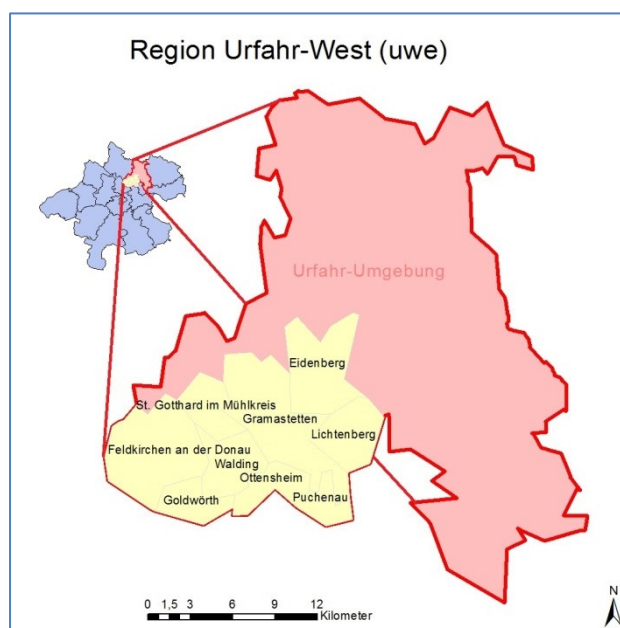 Region Urfahr-West (uwe)
Urfahr-Umgebung
Eidenberg
St. Gotthard im Mühlkreis
Gramastetten
Lichtenberg
Feldkirchen an der Donau
Walding
Ottensheim
Goldwörth
Puchenau
N
0 1,5 3 6 9 12
Kilometer